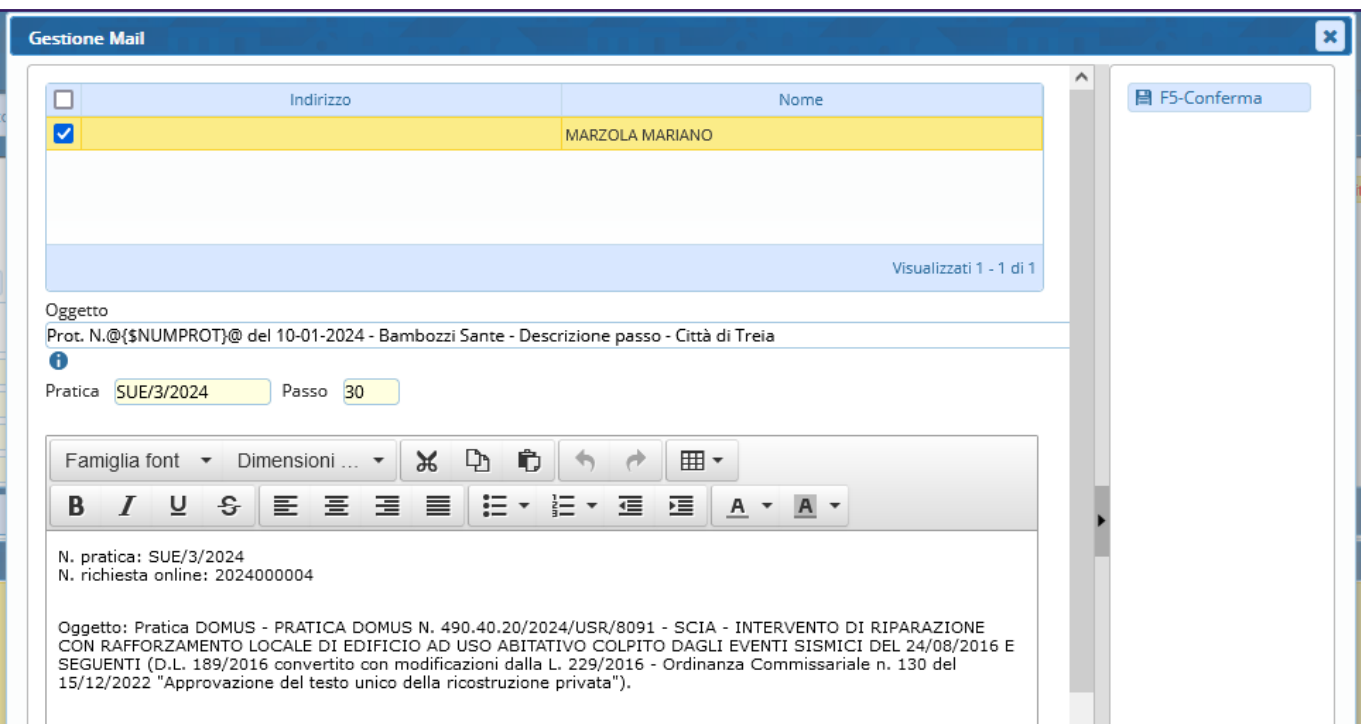 Gestione Mail
Indirizzo Nome
MARZOLA MARIANO
Visualizzati 1 - 1 di 1
F5-Conferma
Oggetto
Prot. N.@{$NUMPROT}@ del 10-01-2024 - Bambozzi Sante - Descrizione passo - Città di Treia
Pratica SUE/3/2024 Passo 30
Famiglia font Dimensioni ...
B I U S A A
N. pratica: SUE/3/2024
N. richiesta online: 2024000004
Oggetto: Pratica DOMUS - PRATICA DOMUS N. 490.40.20/2024/USR/8091 - SCIA - INTERVENTO DI RIPARAZIONE
CON RAFFORZAMENTO LOCALE DI EDIFICIO AD USO ABITATIVO COLPITO DAGLI EVENTI SISMICI DEL 24/08/2016 E
SEGUENTI (D.L. 189/2016 convertito con modificazioni dalla L. 229/2016 - Ordinanza Commissariale n. 130 del
15/12/2022 "Approvazione del testo unico della ricostruzione privata").